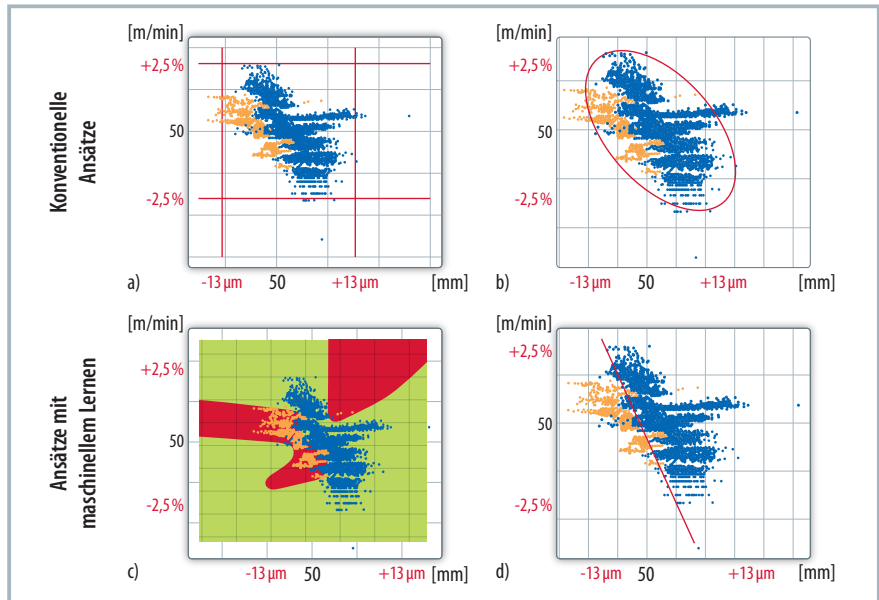 Konventionelle
Ansätze
[m/min]
+2,5%
50
-2,5%
a)
-13 µm
50
+13 µm
[mm]
[m/min]
+2,5%
50
-2,5%
b)
-13 µm
50
+13 µm
[mm]
Ansätze mit
maschinellem Lernen
[m/min]
+2,5%
50
-2,5%
c)
-13 µm
50
+13 µm
[mm]
[m/min]
+2,5%
50
-2,5%
d)
-13 µm
50
+13 µm
[mm]